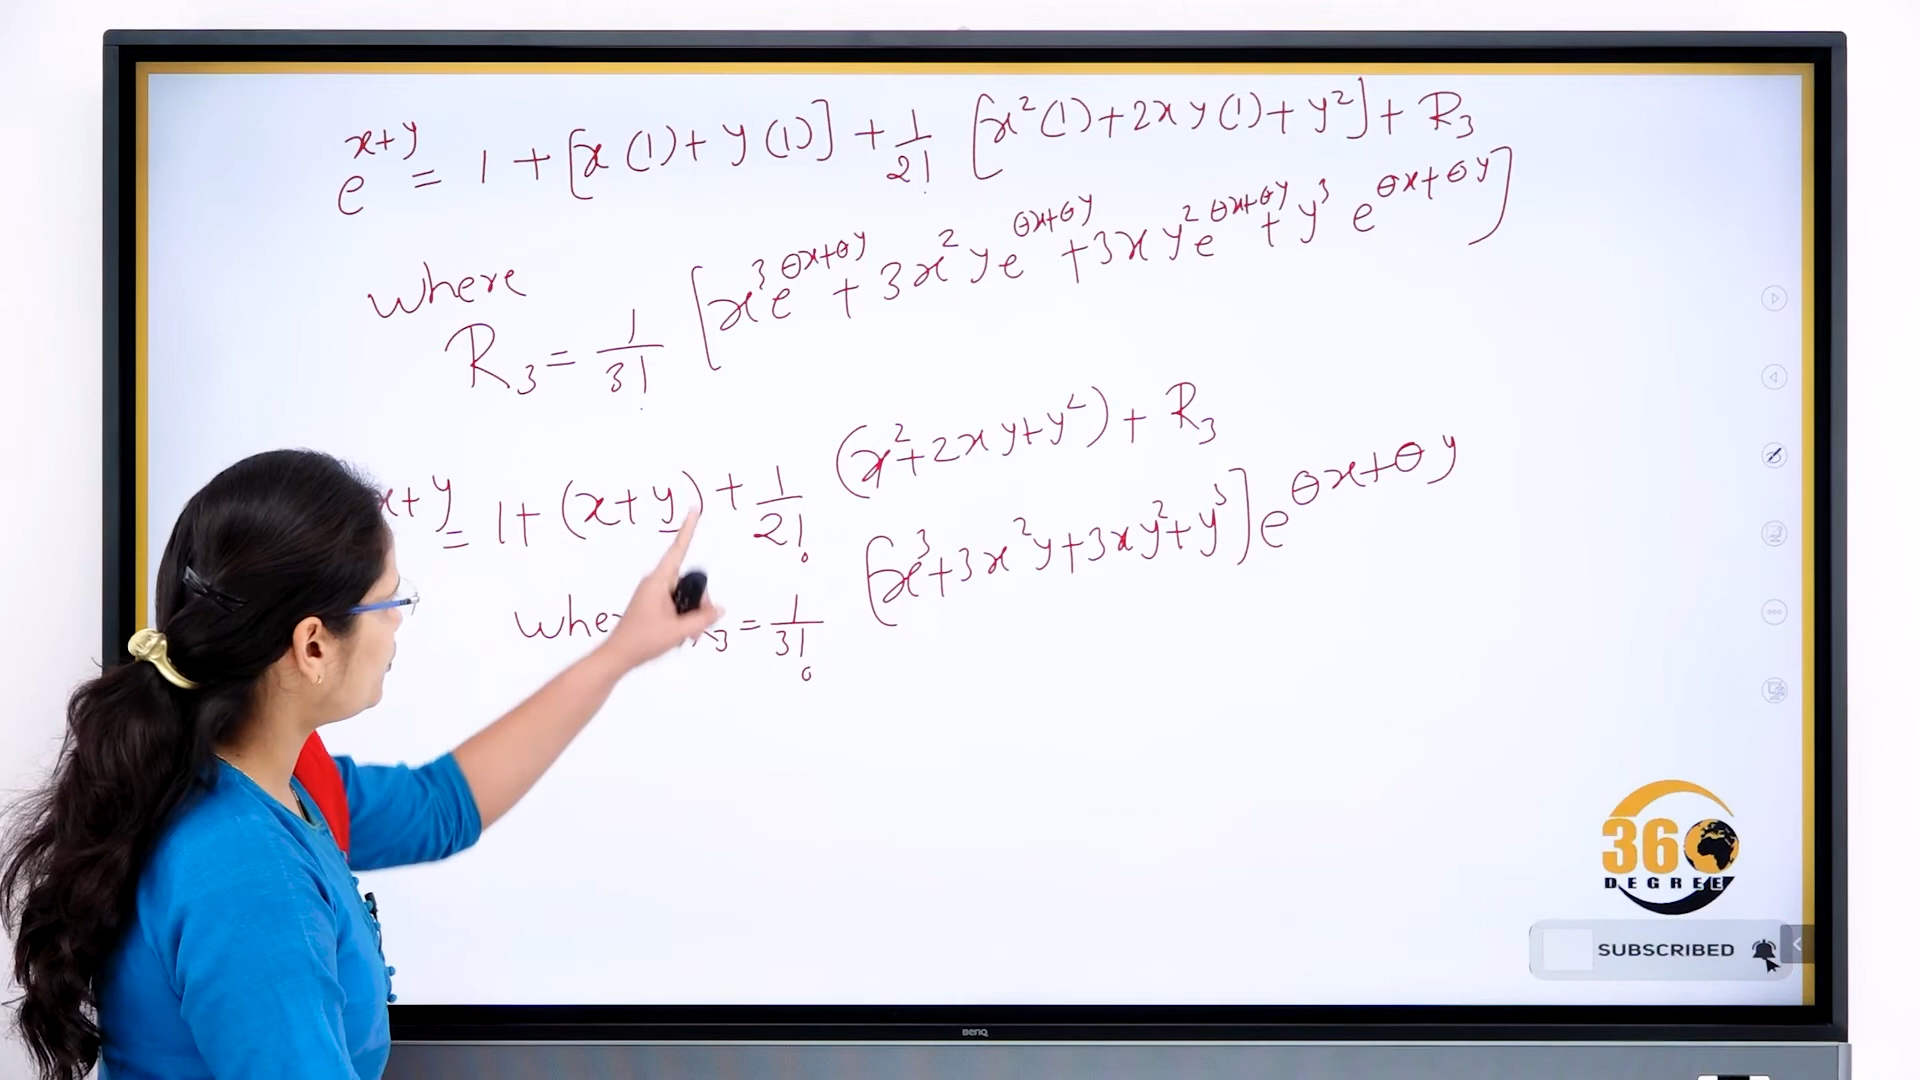 e^{x+y} = 1 + [x(1) + y(1)] + 1/2! [x²(1) + 2xy(1) + y²] + R₃
where
R₃ = 1/3! [x³e^{θx+θy} + 3x²ye^{θx+θy} + 3xy²e^{θx+θy} + y³e^{θx+θy}]
x+y = 1 + (x+y) + 1/2! (x²+2xy+y²) + R₃
R₃ = 1/3! [x³+3x²y+3xy²+y³] e^{θx+θy}
360
DEGREE
SUBSCRIBED
BENQ